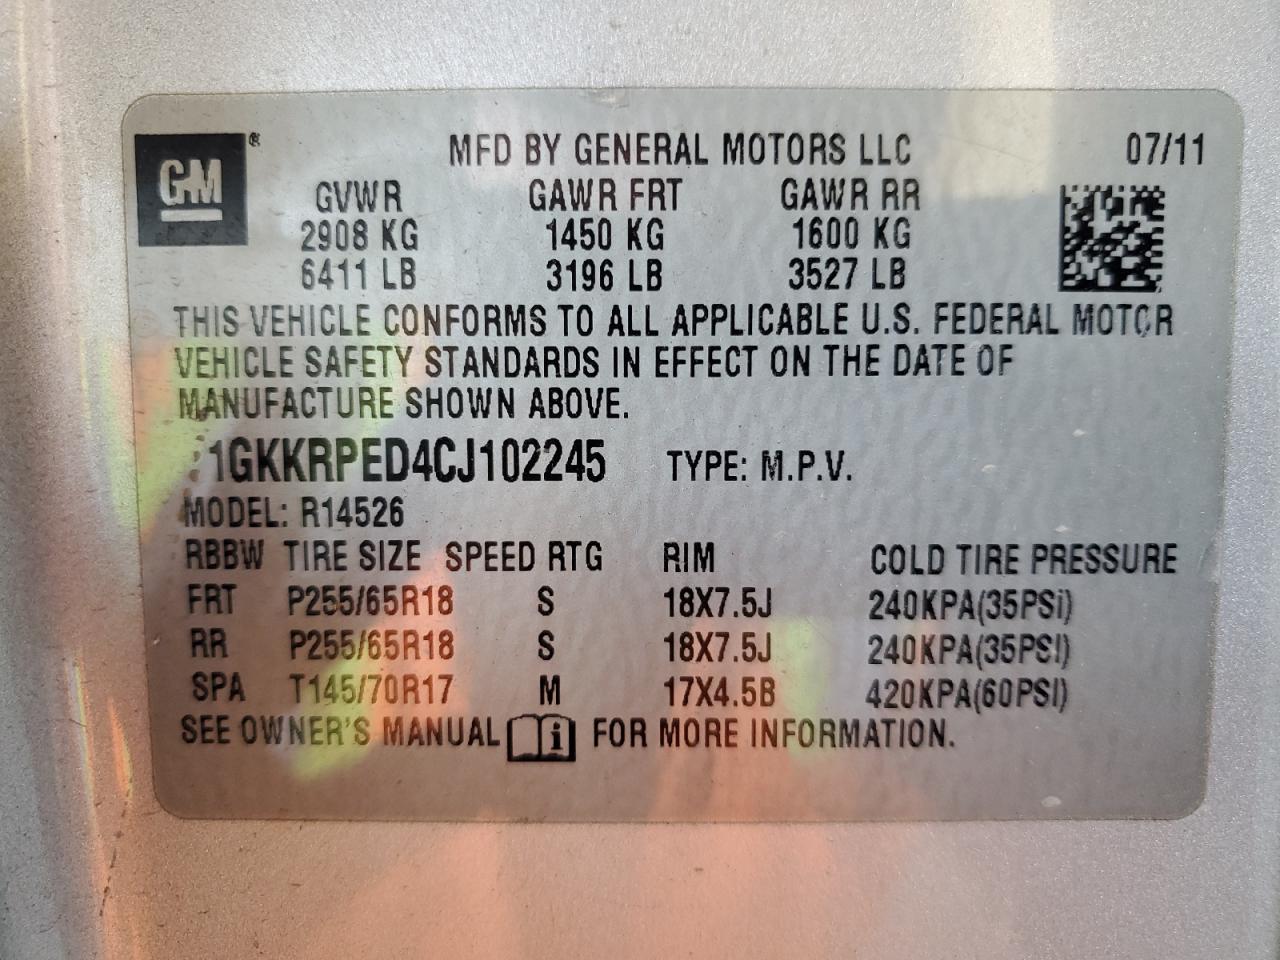 GM ® MFD BY GENERAL MOTORS LLC 07/11
GVWR GAWR FRT GAWR RR
2908 KG 1450 KG 1600 KG
6411 LB 3196 LB 3527 LB
THIS VEHICLE CONFORMS TO ALL APPLICABLE U.S. FEDERAL MOTOR
VEHICLE SAFETY STANDARDS IN EFFECT ON THE DATE OF
MANUFACTURE SHOWN ABOVE.
1GKKRPED4CJ102245 TYPE: M.P.V.
MODEL: R14526
RBBW TIRE SIZE SPEED RTG RIM COLD TIRE PRESSURE
FRT P255/65R18 S 18X7.5J 240KPA(35PSi)
RR P255/65R18 S 18X7.5J 240KPA(35PSI)
SPA T145/70R17 M 17X4.5B 420KPA(60PSI)
SEE OWNER'S MANUAL i FOR MORE INFORMATION.